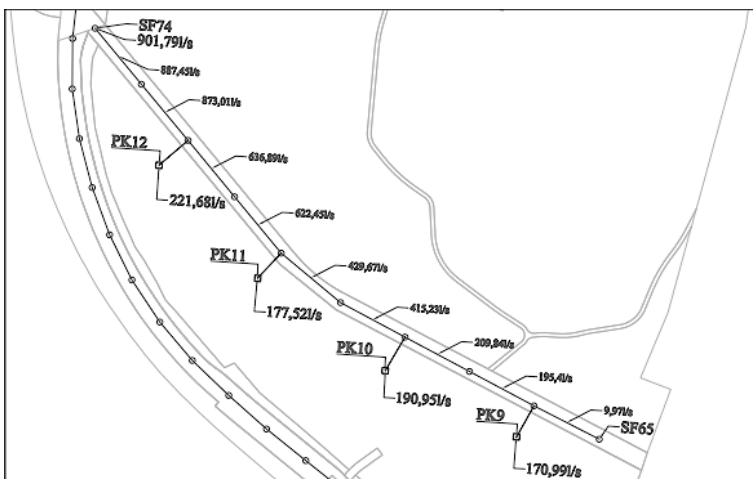 SF74
901,79l/s
887,45l/s
873,01l/s
PK12
221,68l/s
636,89l/s
622,45l/s
PK11
177,52l/s
429,67l/s
415,23l/s
PK10
190,95l/s
209,84l/s
195,4l/s
PK9
170,99l/s
9,97l/s
SF65